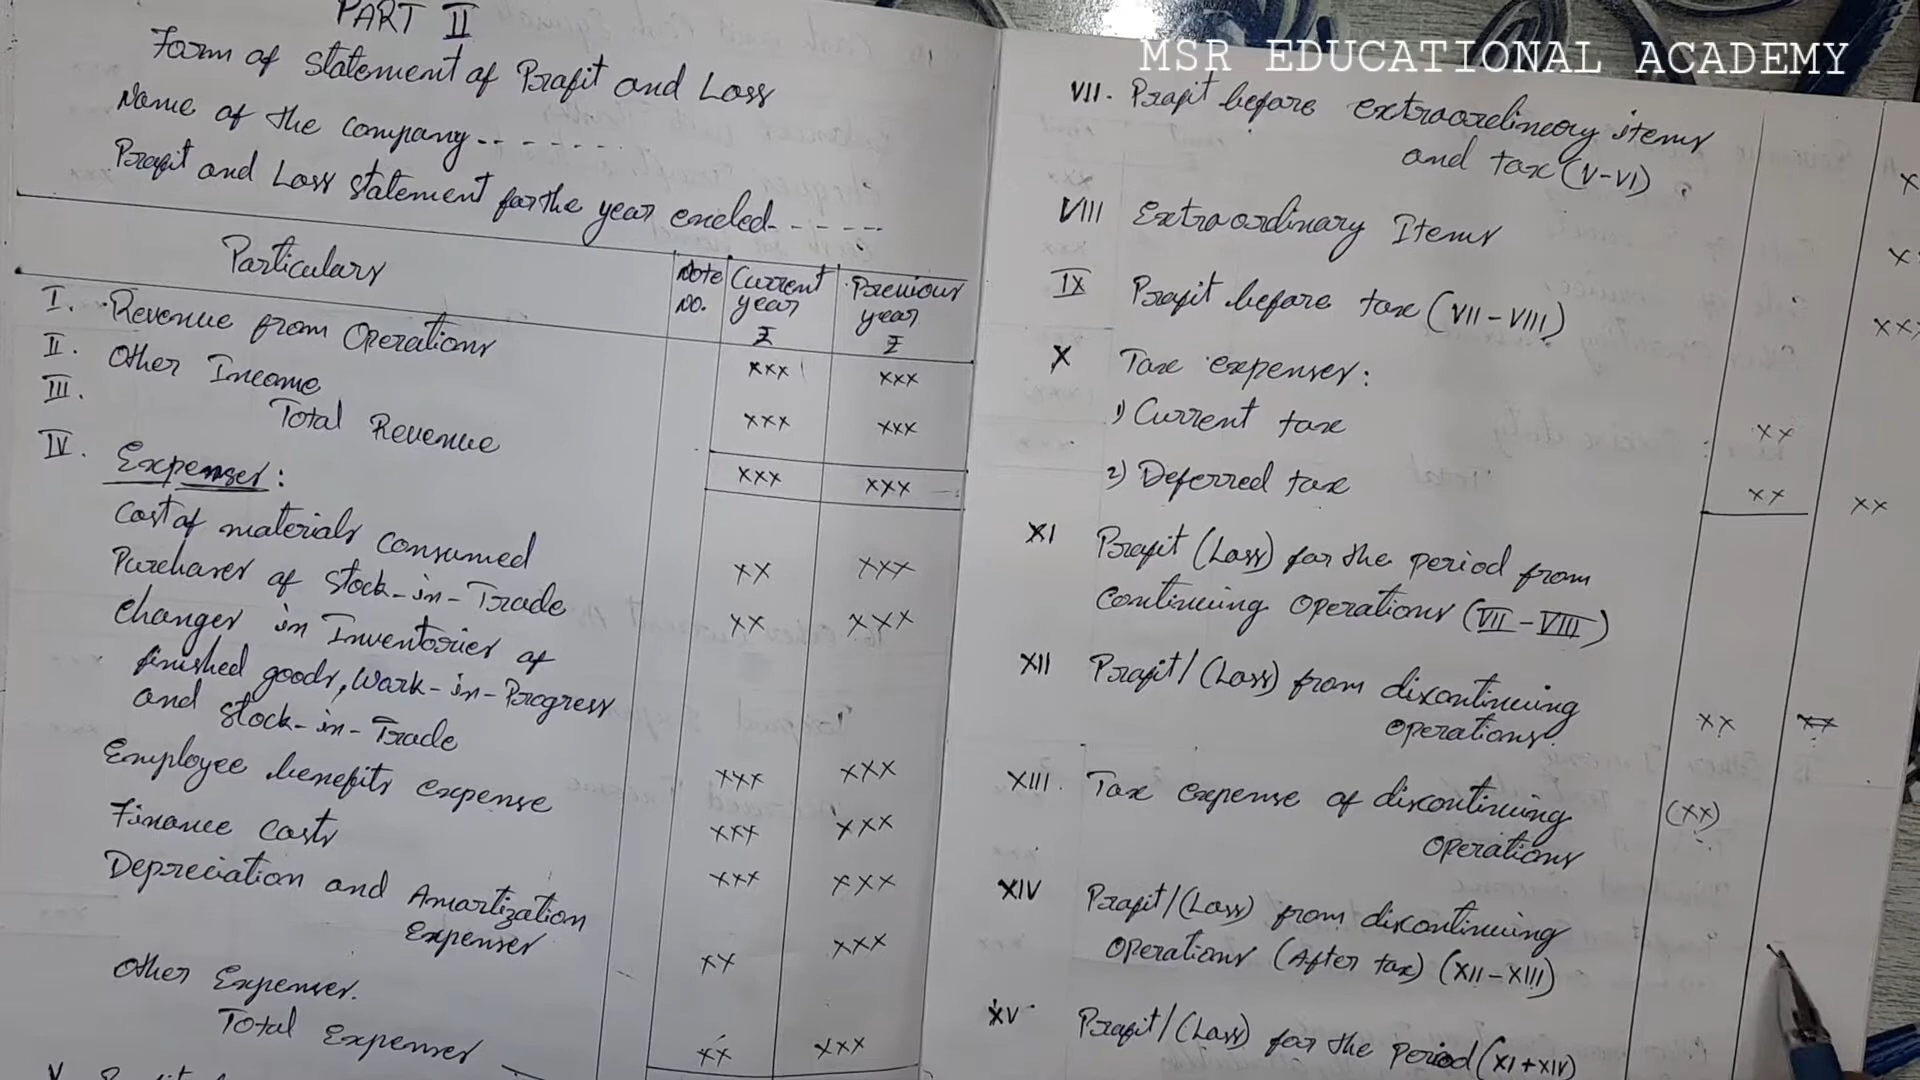 MSR EDUCATIONAL ACADEMY
PART II
Form of Statement of Profit and Loss
Name of the company - - - - - - -
Profit and Loss Statement for the year ended - - - - - -
Particulars
Note No.
Current year ₹
Previous year ₹
I. Revenue from Operations xxx xxx
II. Other Income xxx xxx
III. Total Revenue xxx xxx
IV. Expenses:
Cost of materials consumed xx xxx
Purchases of Stock-in-Trade xx xxx
Changes in Inventories of
finished goods, Work-in-Progress
and Stock-in-Trade xxx xxx
Employee benefits expense xxx xxx
Finance Costs xxx xxx
Depreciation and Amortization
Expenses xx xxx
Other Expenses.
Total Expenses xx xxx
V
VII. Profit before extraordinary items
and tax (V-VI)
VIII Extraordinary Items
IX Profit before tax (VII-VIII)
X Tax expenses:
1) Current tax xx
2) Deferred tax xx xx
XI Profit (Loss) for the period from
continuing operations (VII-VIII)
XII Profit/(Loss) from discontinuing
operations. xx xx
XIII. Tax expense of discontinuing
operations (xx)
XIV Profit/(Loss) from discontinuing
operations (After tax) (XII-XIII)
XV Profit/(Loss) for the Period (XI+XIV)